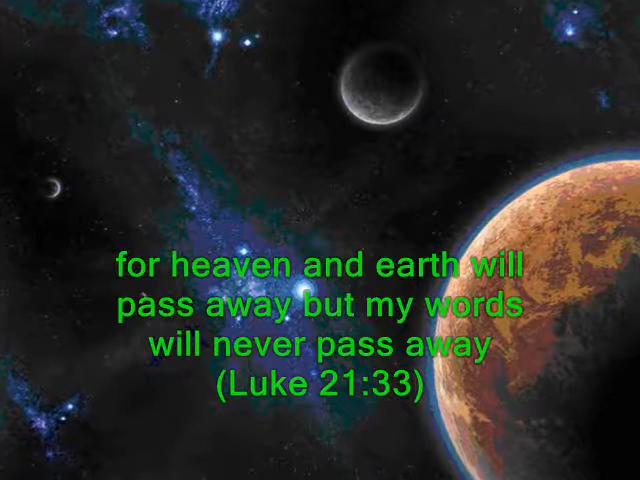 for heaven and earth will
pass away but my words
will never pass away
(Luke 21:33)